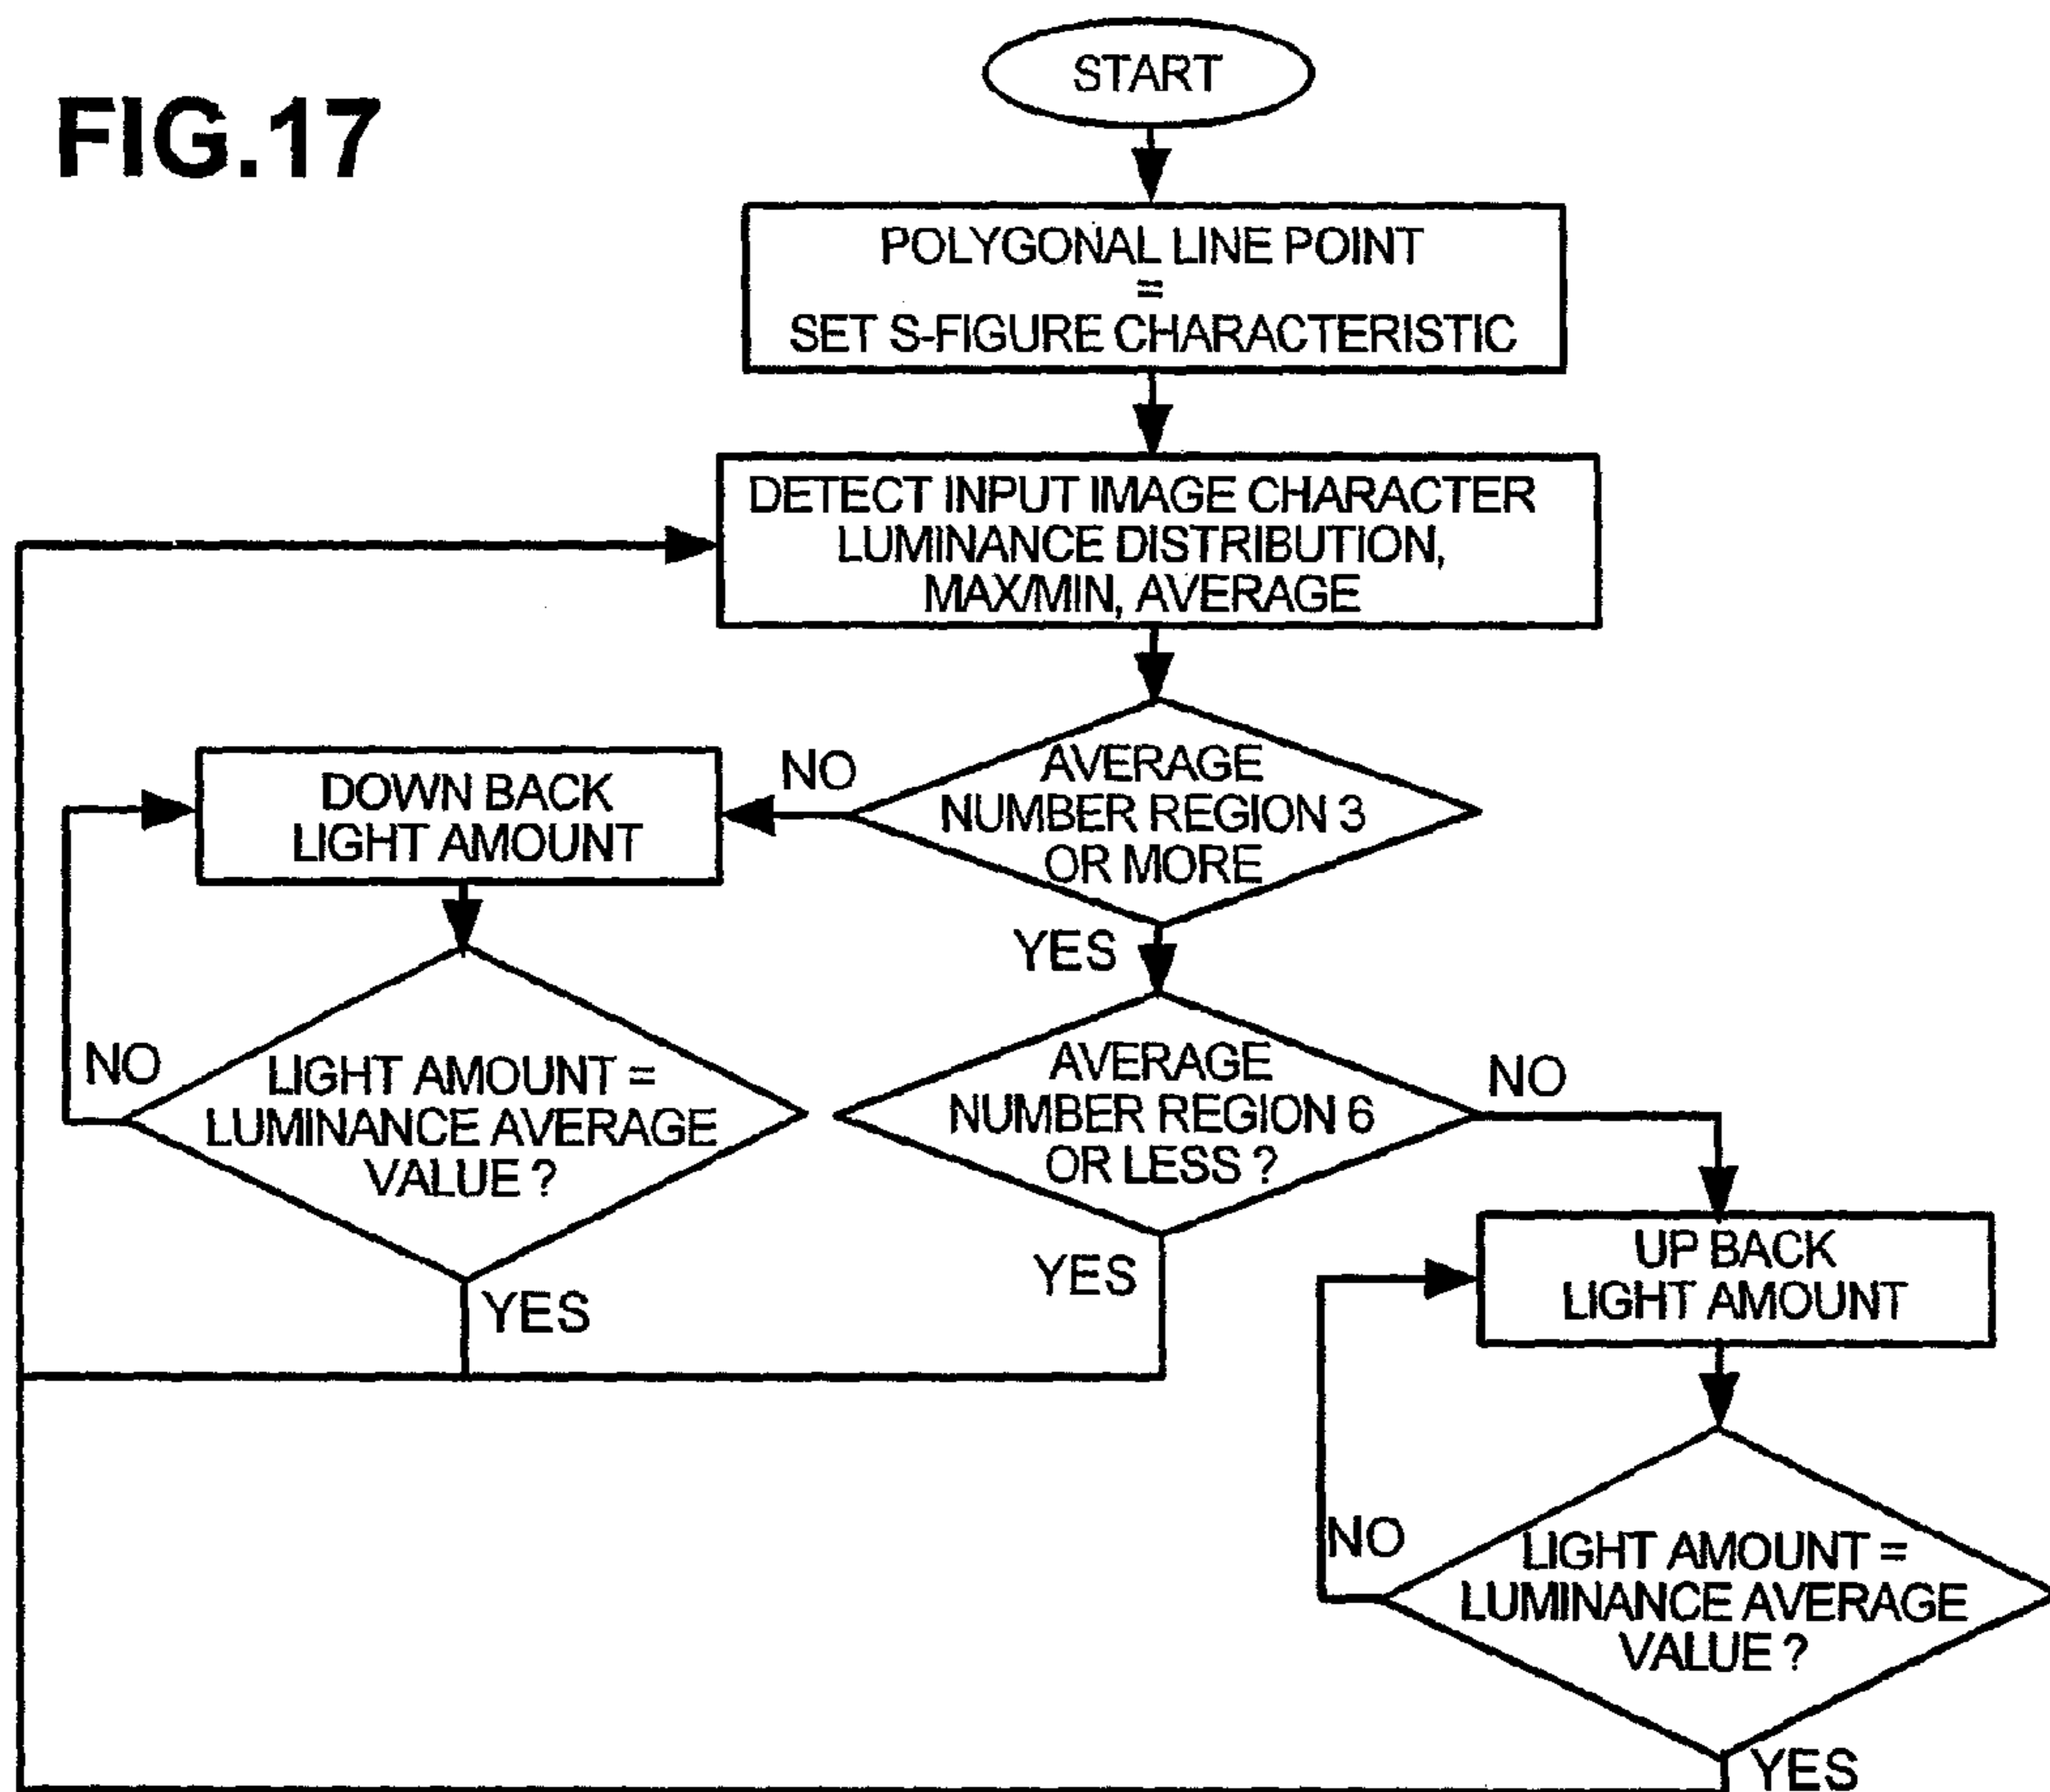 FIG.17
START
POLYGONAL LINE POINT
=
SET S-FIGURE CHARACTERISTIC
DETECT INPUT IMAGE CHARACTER
LUMINANCE DISTRIBUTION,
MAX/MIN, AVERAGE
AVERAGE
NUMBER REGION 3
OR MORE
NO
YES
DOWN BACK
LIGHT AMOUNT
LIGHT AMOUNT =
LUMINANCE AVERAGE
VALUE ?
NO
YES
AVERAGE
NUMBER REGION 6
OR LESS ?
NO
YES
UP BACK
LIGHT AMOUNT
LIGHT AMOUNT =
LUMINANCE AVERAGE
VALUE ?
NO
YES